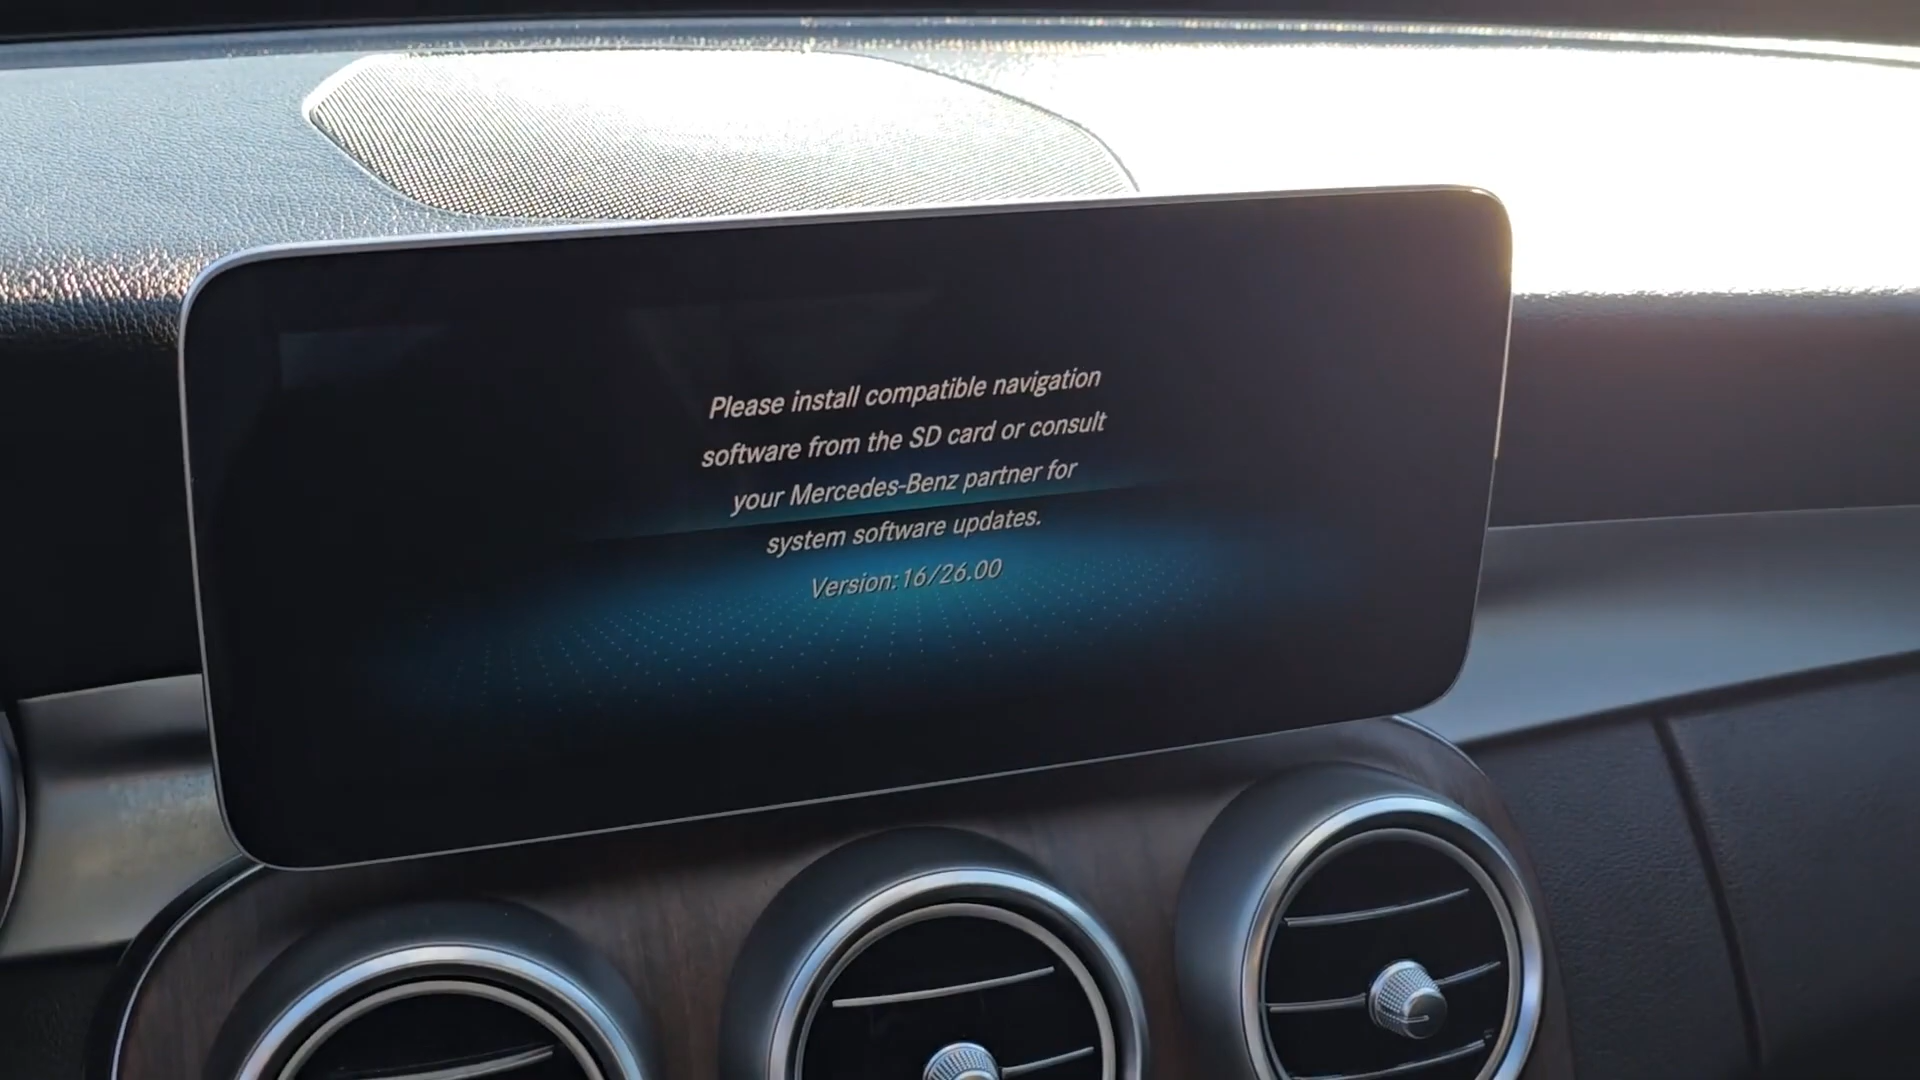 Please install compatible navigation
software from the SD card or consult
your Mercedes-Benz partner for
system software updates.
Version:16/26.00